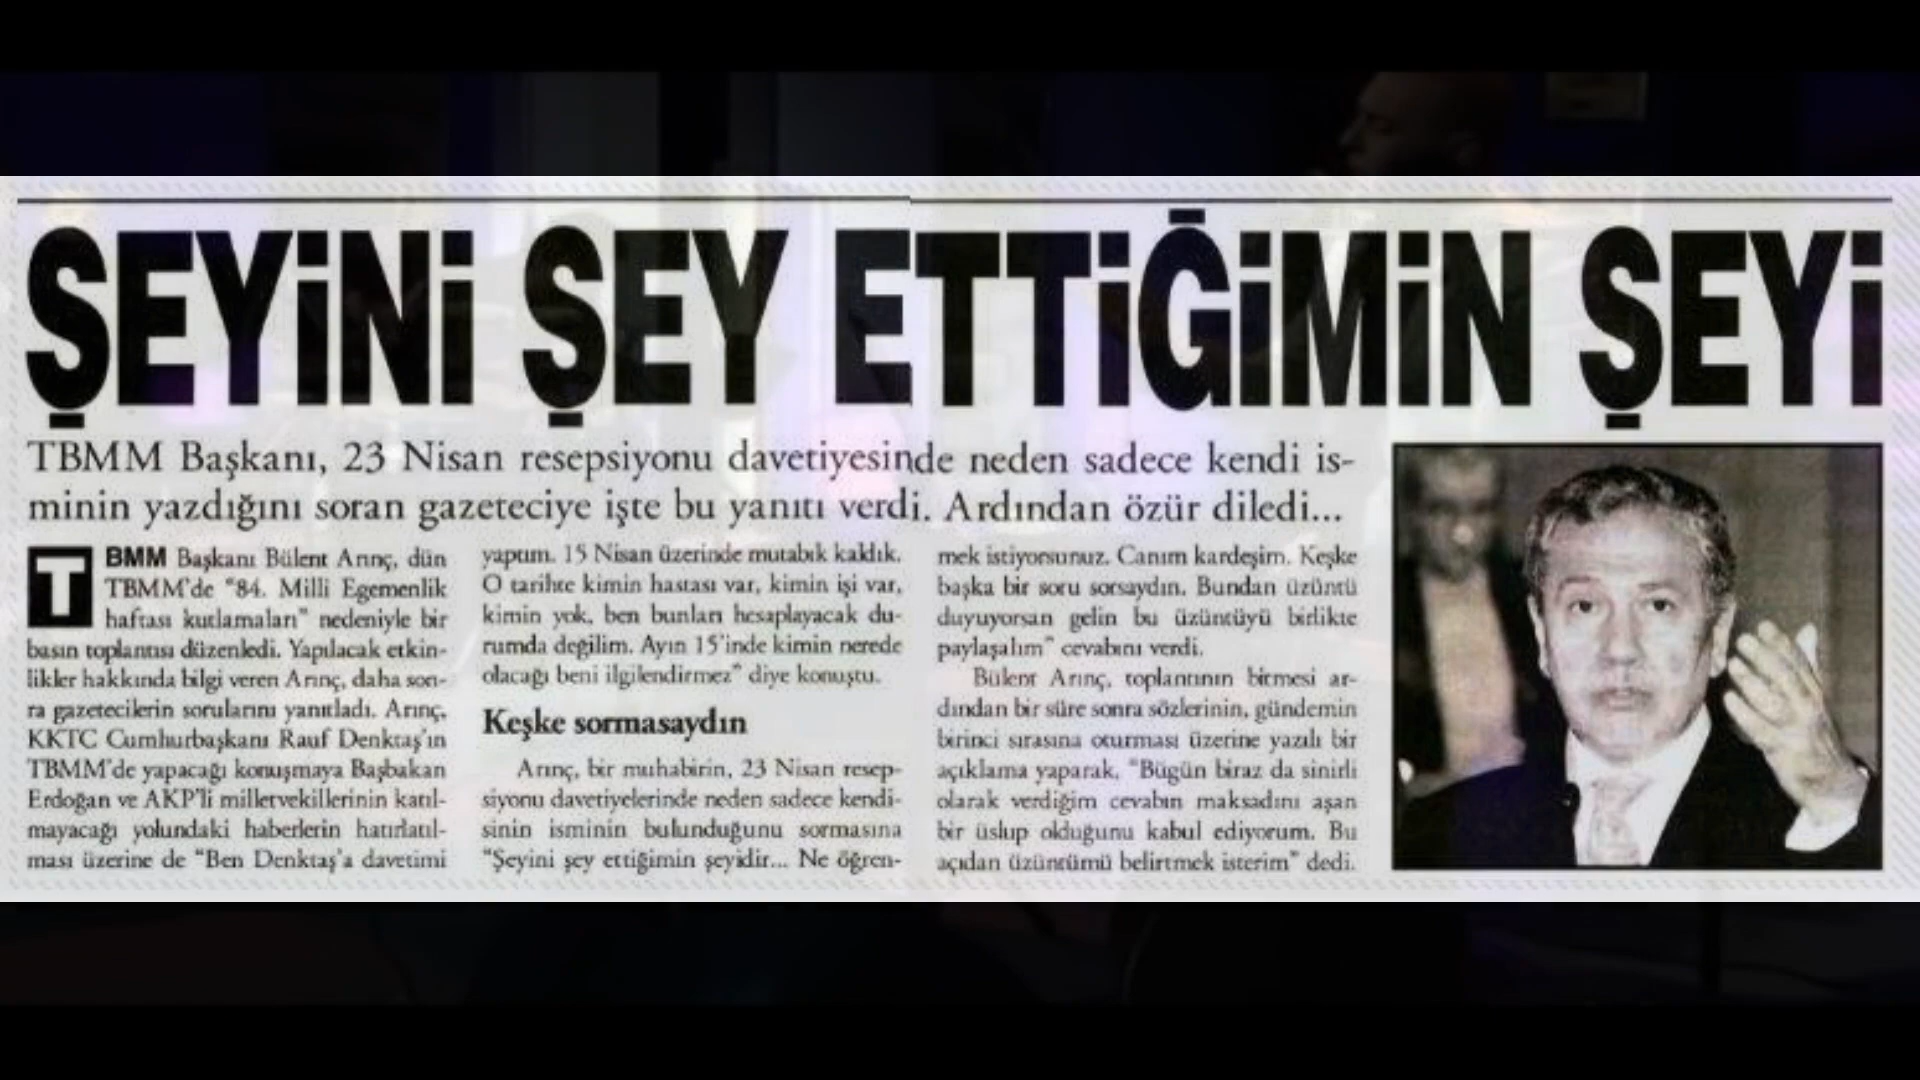 ŞEYİNİ ŞEY ETTİĞİMİN ŞEYİ
TBMM Başkanı, 23 Nisan resepsiyonu davetiyesinde neden sadece kendi is-
minin yazdığını soran gazeteciye işte bu yanıtı verdi. Ardından özür diledi...
TBMM Başkanı Bülent Arınç, dün
TBMM'de "84. Milli Egemenlik
haftası kutlamaları" nedeniyle bir
basın toplantısı düzenledi. Yapılacak etkin-
likler hakkında bilgi veren Arınç, daha son-
ra gazetecilerin sorularını yanıtladı. Arınç,
KKTC Cumhurbaşkanı Rauf Denktaş'ın
TBMM'de yapacağı konuşmaya Başbakan
Erdoğan ve AKP'li milletvekillerinin katıl-
mayacağı yolundaki haberlerin hatırlatıl-
ması üzerine de "Ben Denktaş'a davetimi
yaptım. 15 Nisan üzerinde mutabık kaldık.
O tarihte kimin hastası var, kimin işi var,
kimin yok, ben bunları hesaplayacak du-
rumda değilim. Ayın 15'inde kimin nerede
olacağı beni ilgilendirmez" diye konuştu.
Keşke sormasaydın
Arınç, bir muhabirin, 23 Nisan resep-
siyonu davetiyelerinde neden sadece kendi-
sinin isminin bulunduğunu sormasına
"Şeyini şey ettiğimin şeyidir... Ne öğren-
mek istiyorsunuz. Canım kardeşim. Keşke
başka bir soru sorsaydın. Bundan üzüntü
duyuyorsan gelin bu üzüntüyü birlikte
paylaşalım" cevabını verdi.
Bülent Arınç, toplantının bitmesi ar-
dından bir süre sonra sözlerinin, gündemin
birinci sırasına oturması üzerine yazılı bir
açıklama yaparak, "Bugün biraz da sinirli
olarak verdiğim cevabın maksadını aşan
bir üslup olduğunu kabul ediyorum. Bu
açıdan üzüntümü belirtmek isterim" dedi.